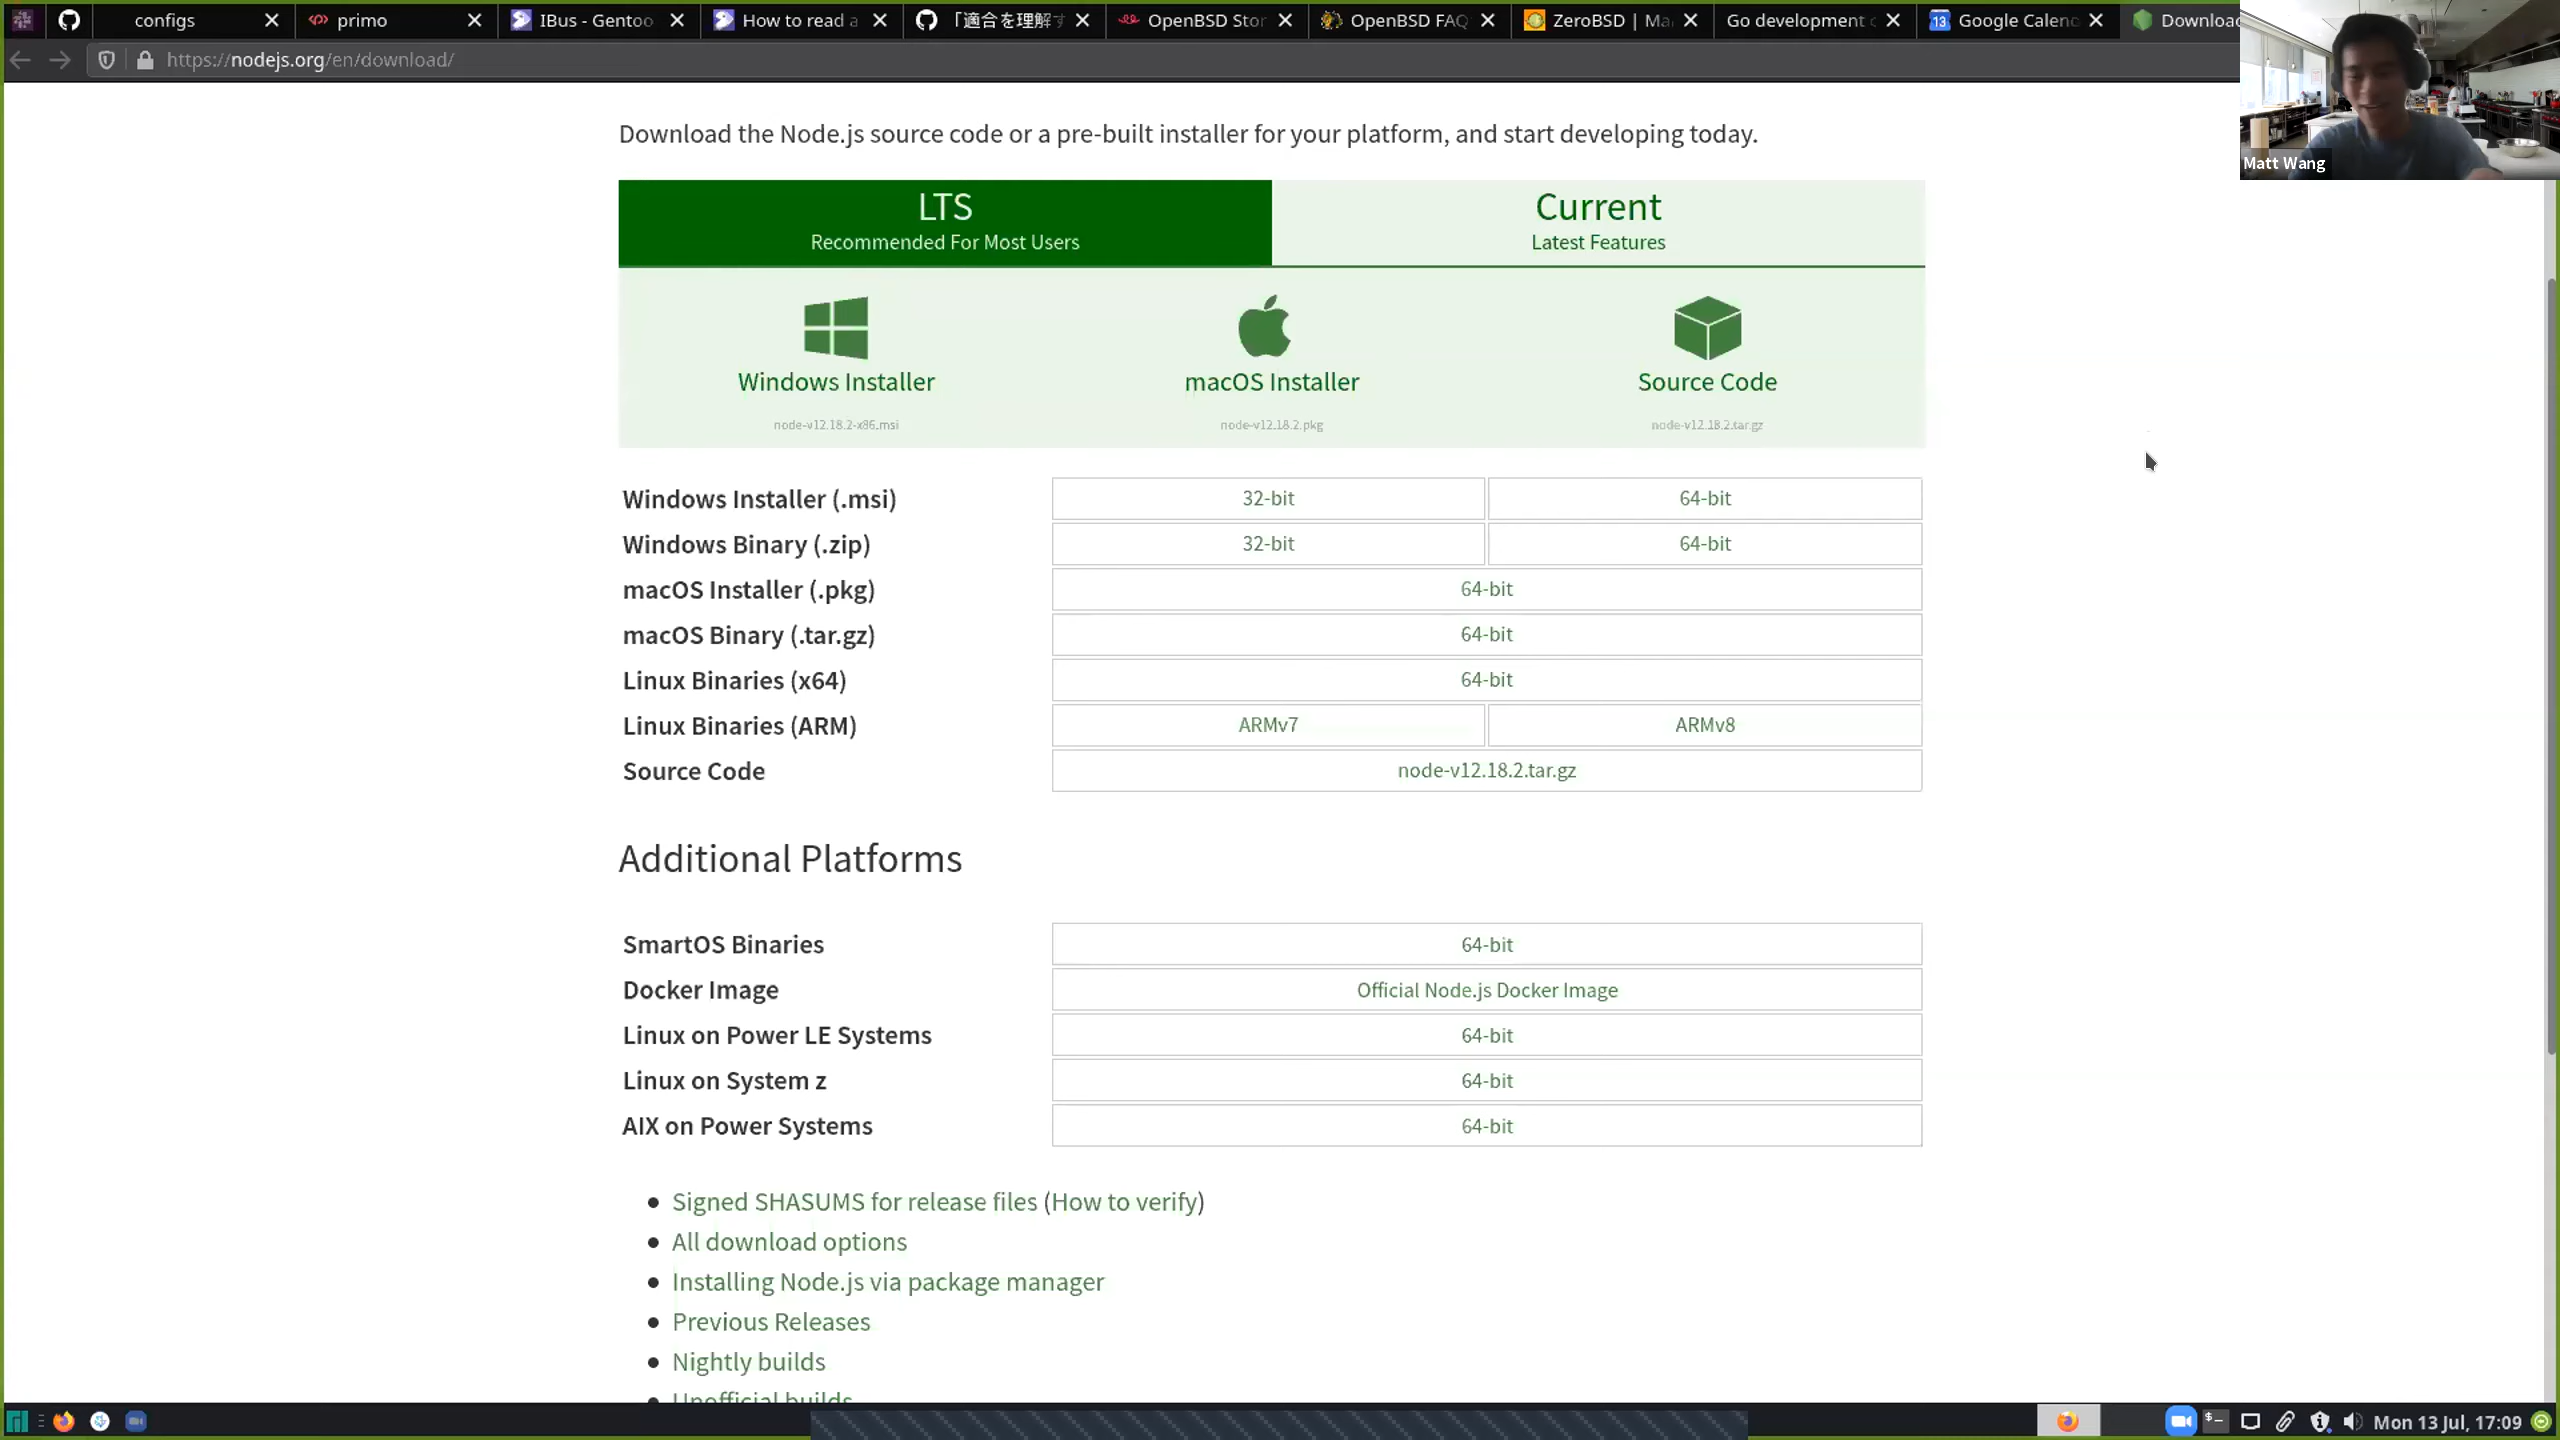 configs
primo
IBus - Gentoo
How to read a
「適合を理解す
OpenBSD Stor
OpenBSD FAQ
ZeroBSD | Ma
Go development
Google Calend
Download
https://nodejs.org/en/download/
Matt Wang
Download the Node.js source code or a pre-built installer for your platform, and start developing today.
LTS
Recommended For Most Users
Current
Latest Features
Windows Installer
macOS Installer
Source Code
node-v12.18.2-x86.msi
node-v12.18.2.pkg
node-v12.18.2.tar.gz
Windows Installer (.msi) 32-bit 64-bit
Windows Binary (.zip) 32-bit 64-bit
macOS Installer (.pkg) 64-bit
macOS Binary (.tar.gz) 64-bit
Linux Binaries (x64) 64-bit
Linux Binaries (ARM) ARMv7 ARMv8
Source Code node-v12.18.2.tar.gz
Additional Platforms
SmartOS Binaries 64-bit
Docker Image Official Node.js Docker Image
Linux on Power LE Systems 64-bit
Linux on System z 64-bit
AIX on Power Systems 64-bit
Signed SHASUMS for release files (How to verify)
All download options
Installing Node.js via package manager
Previous Releases
Nightly builds
Unofficial builds
Mon 13 Jul, 17:09